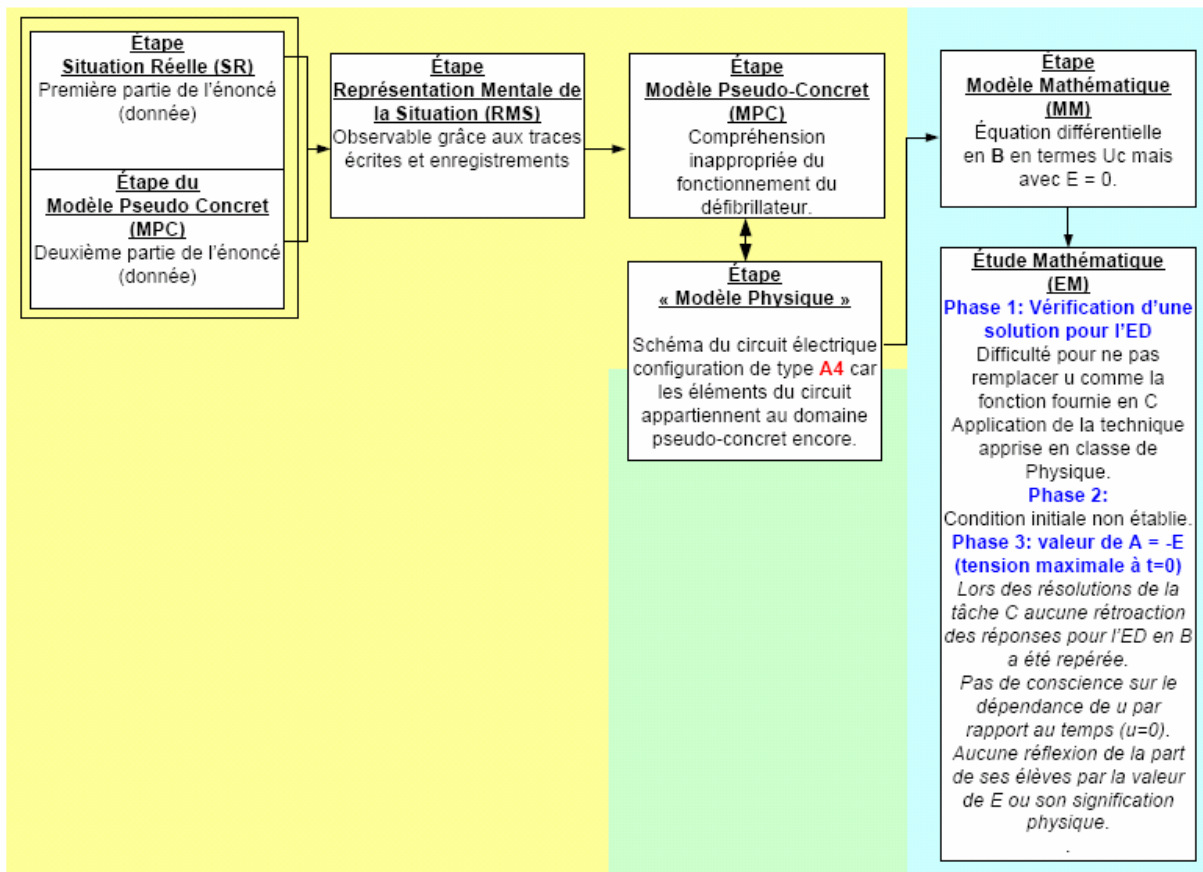 Étape
Situation Réelle (SR)
Première partie de l'énoncé
(donnée)
Étape du
Modèle Pseudo Concret
(MPC)
Deuxième partie de l'énoncé
(donnée)
Étape
Représentation Mentale de
la Situation (RMS)
Observable grâce aux traces
écrites et enregistrements
Étape
Modèle Pseudo-Concret
(MPC)
Compréhension
inappropriée du
fonctionnement du
défibrillateur.
Étape
« Modèle Physique »
Schéma du circuit électrique
configuration de type A4 car
les éléments du circuit
appartiennent au domaine
pseudo-concret encore.
Étape
Modèle Mathématique
(MM)
Équation différentielle
en B en termes Uc mais
avec E = 0.
Étude Mathématique
(EM)
Phase 1: Vérification d'une
solution pour l'ED
Difficulté pour ne pas
remplacer u comme la
fonction fournie en C
Application de la technique
apprise en classe de
Physique.
Phase 2:
Condition initiale non établie.
Phase 3: valeur de A = -E
(tension maximale à t=0)
Lors des résolutions de la
tâche C aucune rétroaction
des réponses pour l'ED en B
a été repérée.
Pas de conscience sur le
dépendance de u par
rapport au temps (u=0).
Aucune réflexion de la part
de ses élèves par la valeur
de E ou son signification
physique.
.